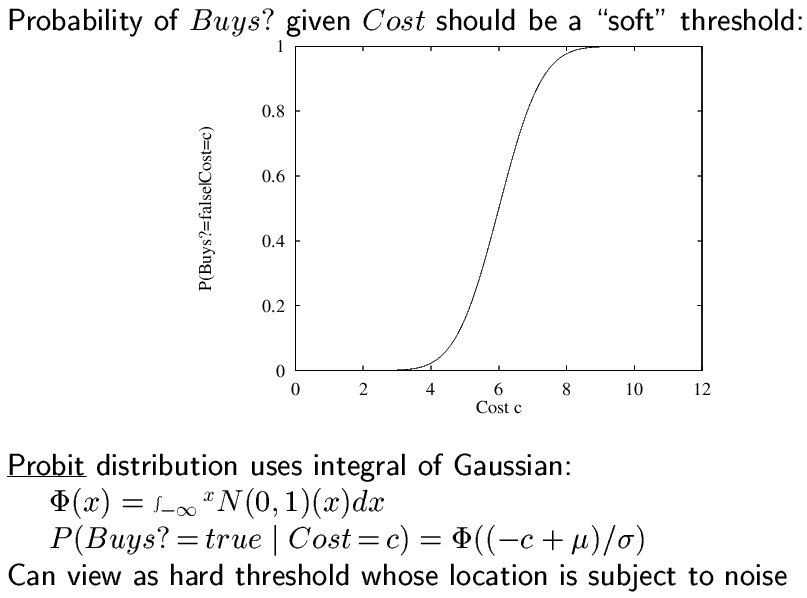 Probability of Buys? given Cost should be a “soft” threshold:
1
0.8
0.6
0.4
0.2
0
P(Buys?=false|Cost=c)
0 2 4 6 8 10 12
Cost c
Probit distribution uses integral of Gaussian:
Φ(x) = ∫₋∞ ˣN(0, 1)(x)dx
P(Buys? = true | Cost = c) = Φ((−c + μ)/σ)
Can view as hard threshold whose location is subject to noise